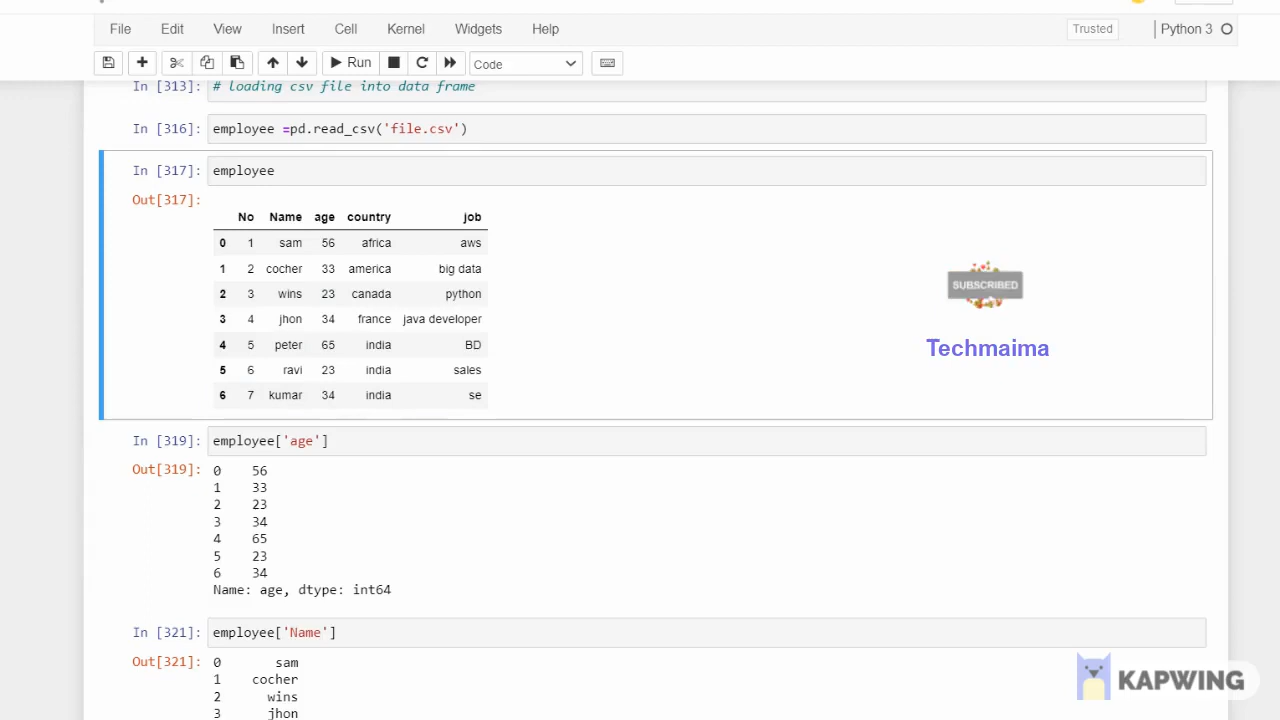 File Edit View Insert Cell Kernel Widgets Help Trusted Python 3
Run Code
In [313]: # loading csv file into data frame
In [316]: employee =pd.read_csv('file.csv')
In [317]: employee
Out[317]:
No Name age country job
0 1 sam 56 africa aws
1 2 cocher 33 america big data
2 3 wins 23 canada python
3 4 jhon 34 france java developer
4 5 peter 65 india BD
5 6 ravi 23 india sales
6 7 kumar 34 india se
SUBSCRIBED
Techmaima
In [319]: employee['age']
Out[319]: 0 56
1 33
2 23
3 34
4 65
5 23
6 34
Name: age, dtype: int64
In [321]: employee['Name']
Out[321]: 0 sam
1 cocher
2 wins
3 jhon
KAPWING